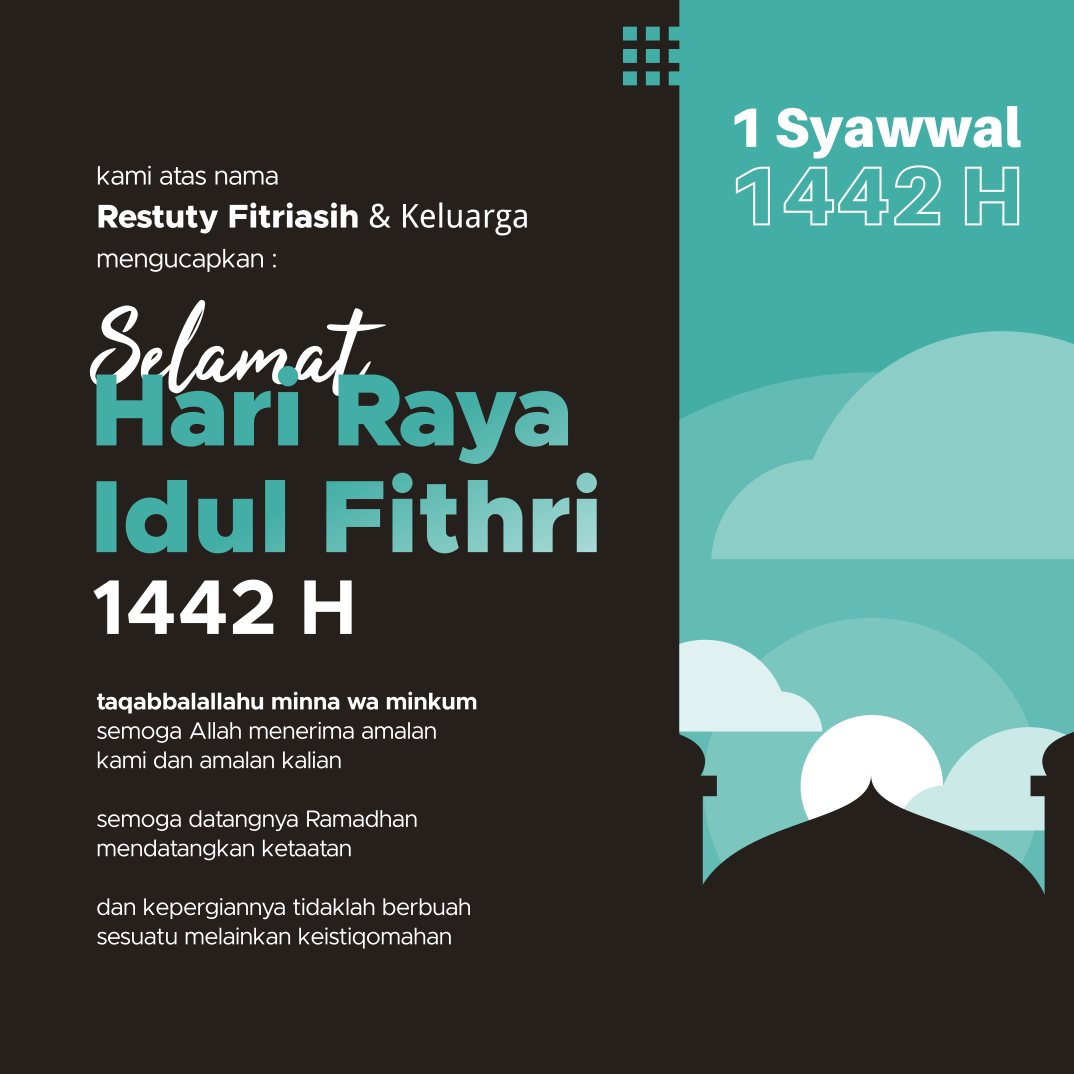 kami atas nama
Restuty Fitriasih & Keluarga
mengucapkan :
Selamat
Hari Raya
Idul Fithri
1442 H
taqabbalallahu minna wa minkum
semoga Allah menerima amalan
kami dan amalan kalian
semoga datangnya Ramadhan
mendatangkan ketaatan
dan kepergiannya tidaklah berbuah
sesuatu melainkan keistiqomahan
1 Syawwal
1442 H